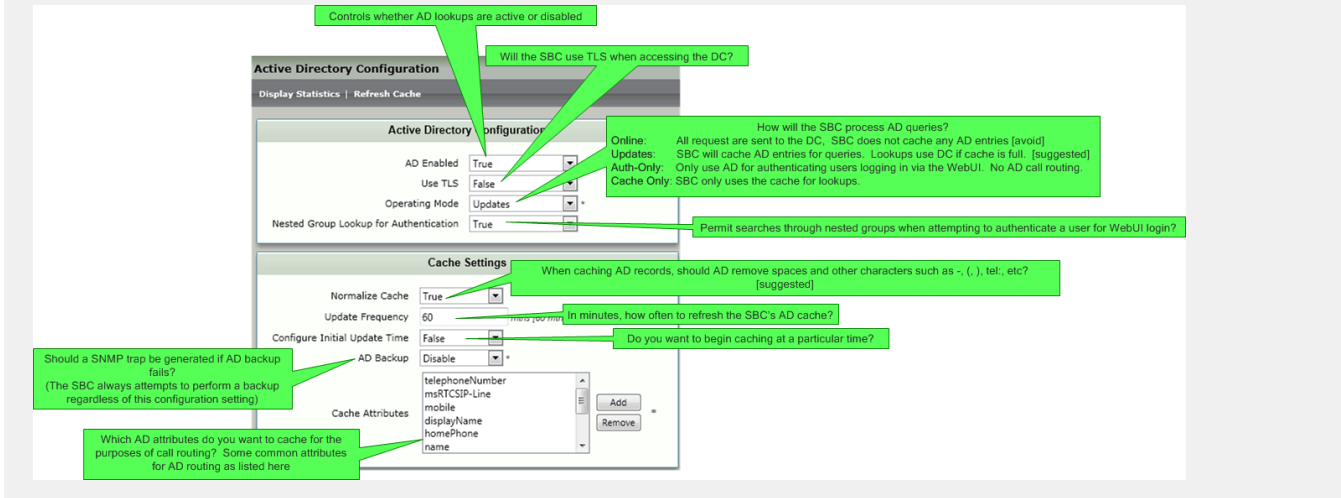 Controls whether AD lookups are active or disabled
Will the SBC use TLS when accessing the DC?
Active Directory Configuration
Display Statistics | Refresh Cache
Active Directory Configuration
How will the SBC process AD queries?
Online: All request are sent to the DC, SBC does not cache any AD entries [avoid]
Updates: SBC will cache AD entries for queries. Lookups use DC if cache is full. [suggested]
Auth-Only: Only use AD for authenticating users logging in via the WebUI. No AD call routing.
Cache Only: SBC only uses the cache for lookups.
AD Enabled True
Use TLS False
Operating Mode Updates *
Nested Group Lookup for Authentication True
Permit searches through nested groups when attempting to authenticate a user for WebUI login?
Cache Settings
When caching AD records, should AD remove spaces and other characters such as -, (, ), tel:, etc?
[suggested]
Normalize Cache True
Update Frequency 60
In minutes, how often to refresh the SBC's AD cache?
Configure Initial Update Time False
Do you want to begin caching at a particular time?
Should a SNMP trap be generated if AD backup
fails?
(The SBC always attempts to perform a backup
regardless of this configuration setting)
AD Backup Disable *
Cache Attributes
telephoneNumber
msRTCSIP-Line
mobile
displayName
homePhone
name
Add
Remove
*
Which AD attributes do you want to cache for the
purposes of call routing? Some common attributes
for AD routing as listed here